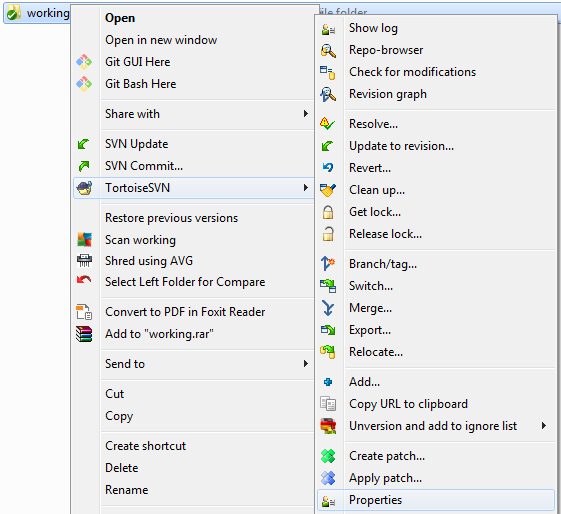 working
file folder
Open
Open in new window
Git GUI Here
Git Bash Here
Share with
SVN Update
SVN Commit...
TortoiseSVN
Restore previous versions
Scan working
Shred using AVG
Select Left Folder for Compare
Convert to PDF in Foxit Reader
Add to "working.rar"
Send to
Cut
Copy
Create shortcut
Delete
Rename
Show log
Repo-browser
Check for modifications
Revision graph
Resolve...
Update to revision...
Revert...
Clean up...
Get lock...
Release lock...
Branch/tag...
Switch...
Merge...
Export...
Relocate...
Add...
Copy URL to clipboard
Unversion and add to ignore list
Create patch...
Apply patch...
Properties